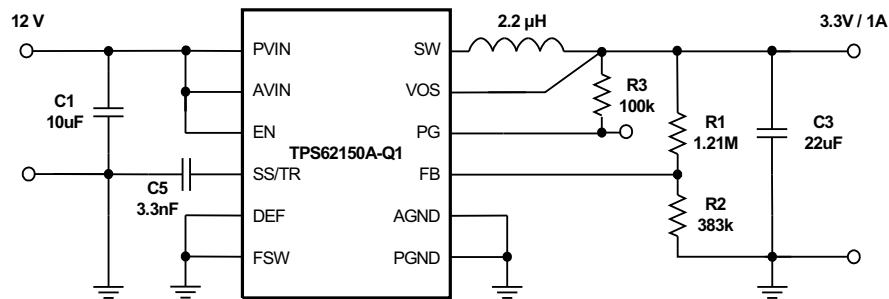 12 V
2.2 µH
3.3V / 1A
PVIN
SW
AVIN
VOS
R3
100k
C1
10uF
EN
PG
R1
1.21M
C3
22uF
TPS62150A-Q1
SS/TR
FB
C5
3.3nF
R2
383k
DEF
AGND
FSW
PGND